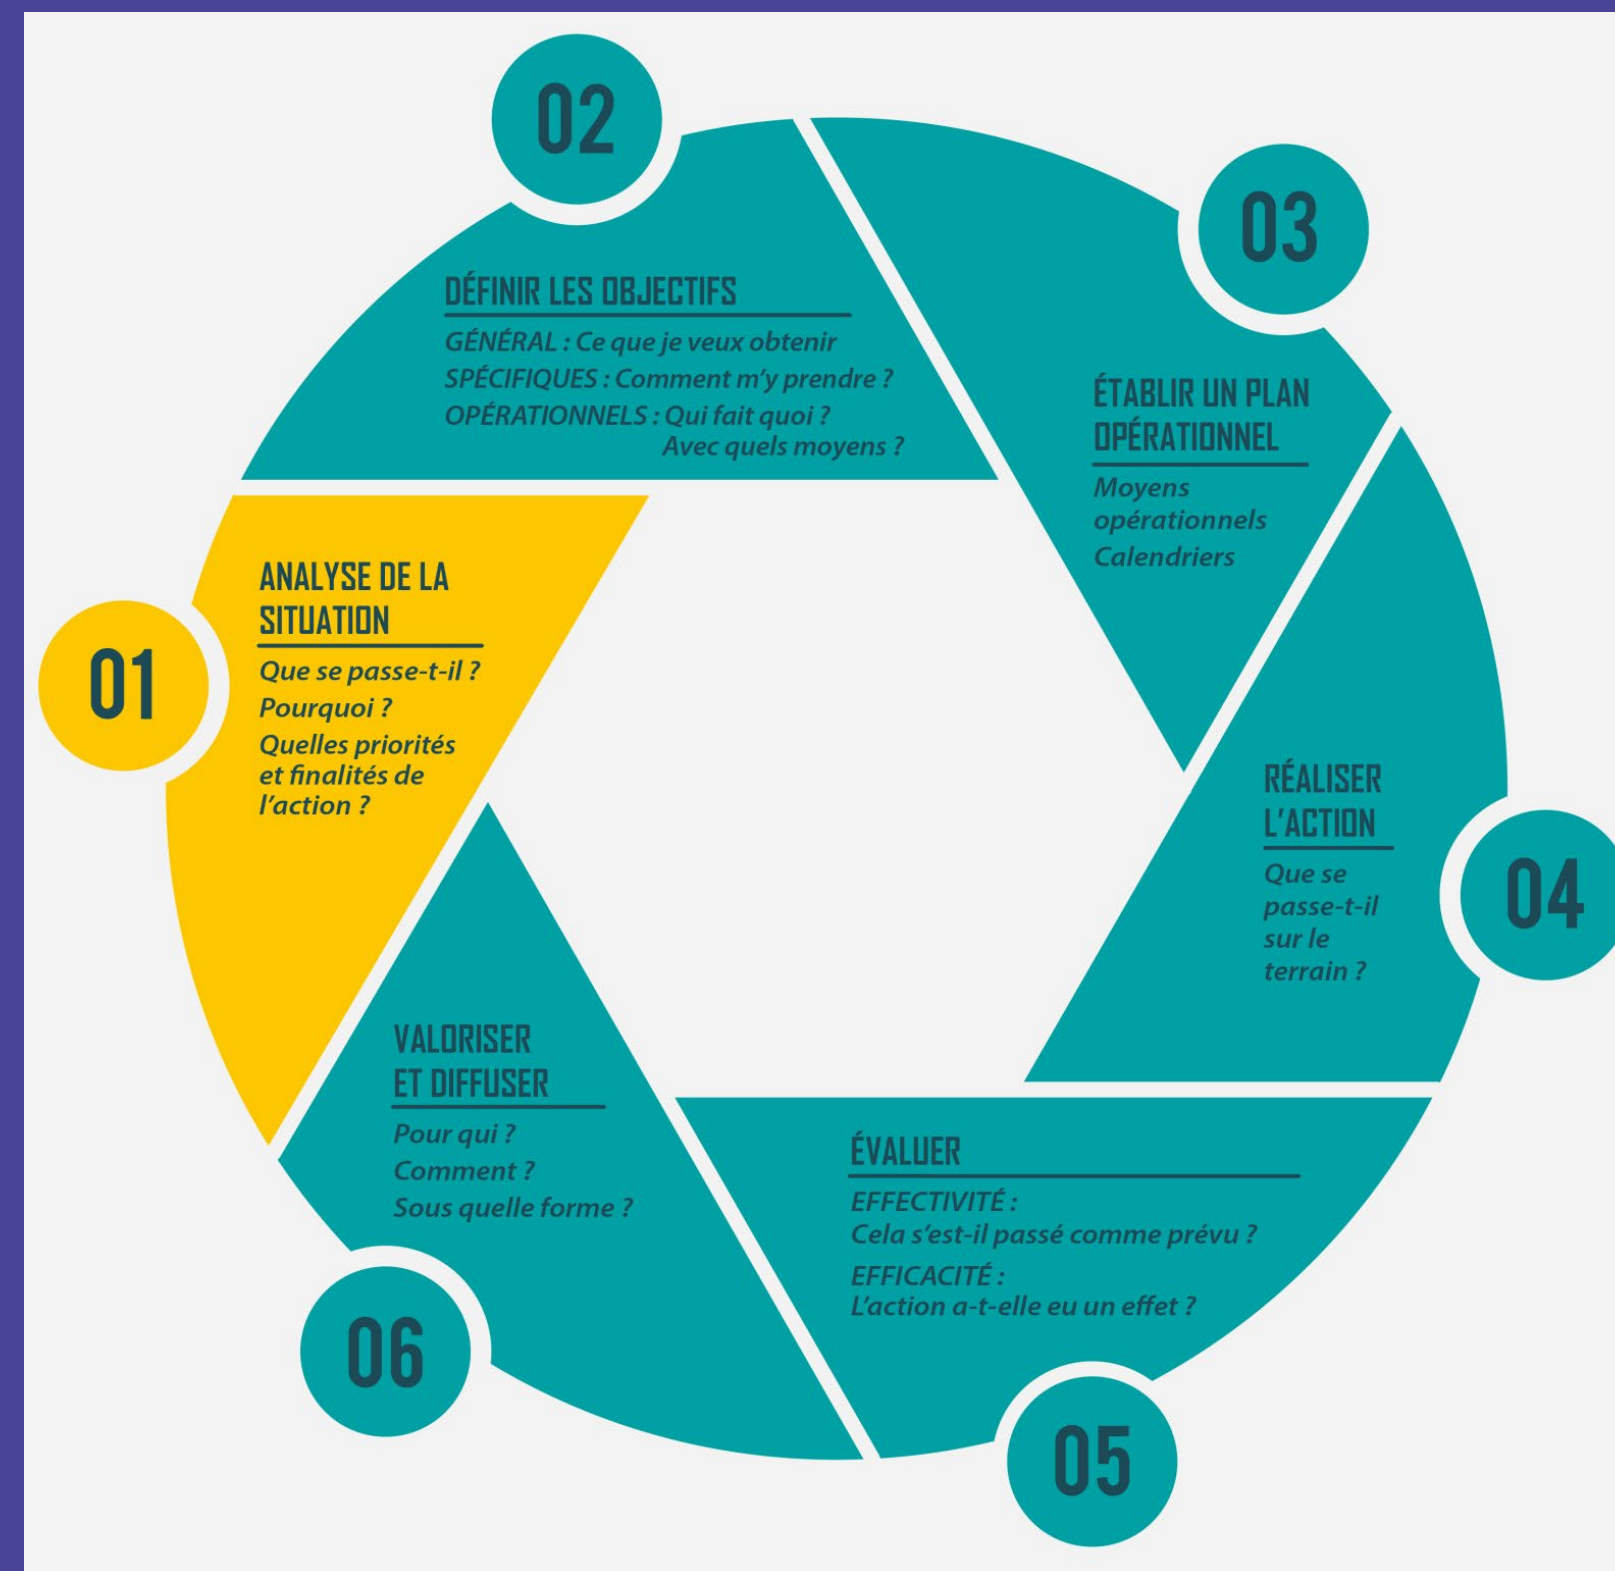 01
ANALYSE DE LA
SITUATION
Que se passe-t-il ?
Pourquoi ?
Quelles priorités
et finalités de
l’action ?
02
DÉFINIR LES OBJECTIFS
GÉNÉRAL : Ce que je veux obtenir
SPÉCIFIQUES : Comment m’y prendre ?
OPÉRATIONNELS : Qui fait quoi ?
Avec quels moyens ?
03
ÉTABLIR UN PLAN
OPÉRATIONNEL
Moyens
opérationnels
Calendriers
04
RÉALISER
L’ACTION
Que se
passe-t-il
sur le
terrain ?
05
ÉVALUER
EFFECTIVITÉ :
Cela s’est-il passé comme prévu ?
EFFICACITÉ :
L’action a-t-elle eu un effet ?
06
VALORISER
ET DIFFUSER
Pour qui ?
Comment ?
Sous quelle forme ?